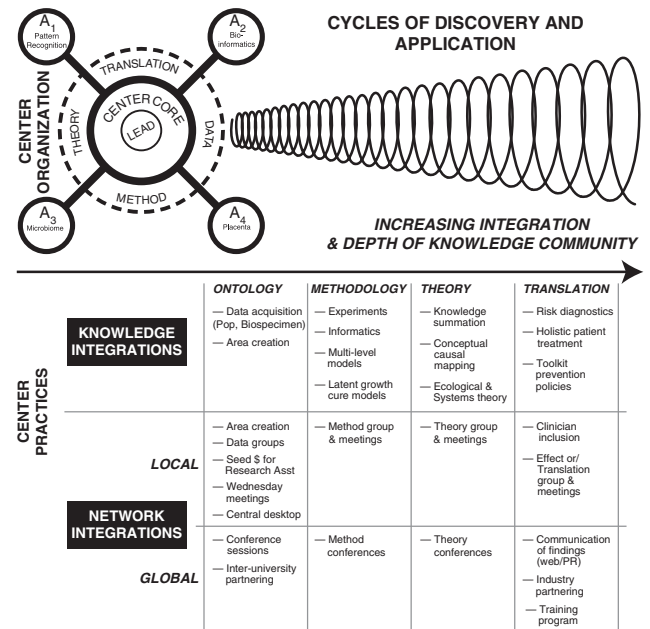 CYCLES OF DISCOVERY AND
APPLICATION
CENTER
ORGANIZATION
A1
Pattern
Recognition
A2
Bio-
informatics
TRANSLATION
CENTER CORE
LEAD
THEORY
DATA
METHOD
A3
Microbiome
A4
Placenta
INCREASING INTEGRATION
& DEPTH OF KNOWLEDGE COMMUNITY
CENTER
PRACTICES
ONTOLOGY
METHODOLOGY
THEORY
TRANSLATION
KNOWLEDGE
INTEGRATIONS
— Data acquisition
(Pop, Biospecimen)
— Area creation
— Experiments
— Informatics
— Multi-level
models
— Latent growth
cure models
— Knowledge
summation
— Conceptual
causal
mapping
— Ecological &
Systems theory
— Risk diagnostics
— Holistic patient
treatment
— Toolkit
prevention
policies
NETWORK
INTEGRATIONS
LOCAL
— Area creation
— Data groups
— Seed $ for
Research Asst
— Wednesday
meetings
— Central desktop
— Method group
& meetings
— Theory group
& meetings
— Clinician
inclusion
— Effect or/
Translation
group &
meetings
GLOBAL
— Conference
sessions
— Inter-university
partnering
— Method
conferences
— Theory
conferences
— Communication
of findings
(web/PR)
— Industry
partnering
— Training
program